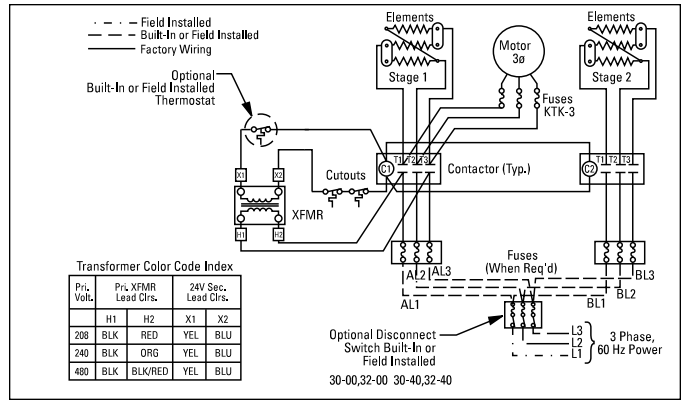 Field Installed
Built-In or Field Installed
Factory Wiring
Optional
Built-In or Field Installed
Thermostat
Elements
Stage 1
Motor
3ø
Fuses
KTK-3
Elements
Stage 2
C1
T1 T2 T3
Contactor (Typ.)
C2
T1 T2 T3
X1
X2
Cutouts
XFMR
H1
H2
Transformer Color Code Index
Pri. Volt. Pri. XFMR Lead Clrs. 24V Sec. Lead Clrs.
H1 H2 X1 X2
208 BLK RED YEL BLU
240 BLK ORG YEL BLU
480 BLK BLK/RED YEL BLU
AL2 AL3
AL1
Fuses
(When Req'd)
BL3
BL2
BL1
Optional Disconnect
Switch Built-In or
Field Installed
30-00,32-00 30-40,32-40
L3
L2
L1
3 Phase,
60 Hz Power